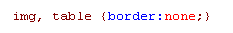 img, table {border:none;}